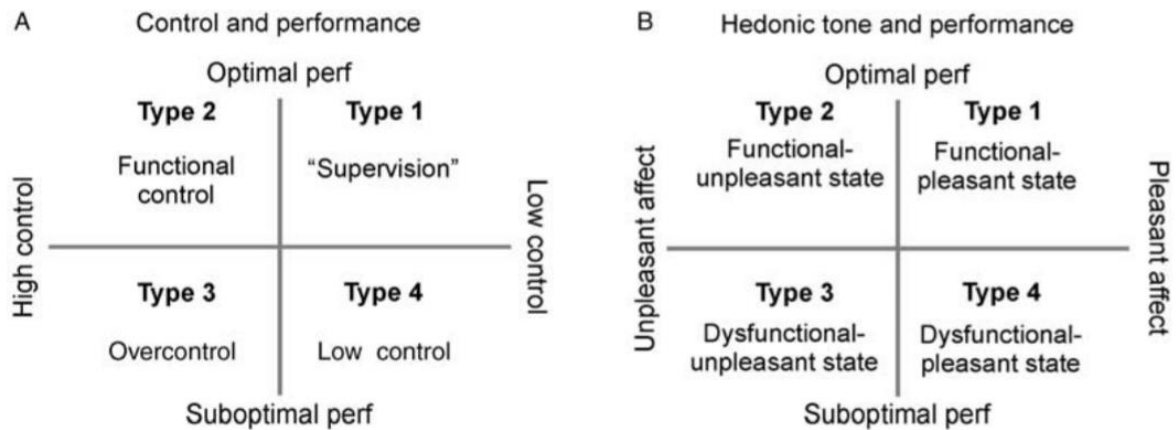 A
Control and performance
Optimal perf
Type 2
Type 1
Functional
control
“Supervision”
High control
Low control
Type 3
Type 4
Overcontrol
Low control
Suboptimal perf
B
Hedonic tone and performance
Optimal perf
Type 2
Type 1
Functional-
unpleasant state
Functional-
pleasant state
Unpleasant affect
Pleasant affect
Type 3
Type 4
Dysfunctional-
unpleasant state
Dysfunctional-
pleasant state
Suboptimal perf